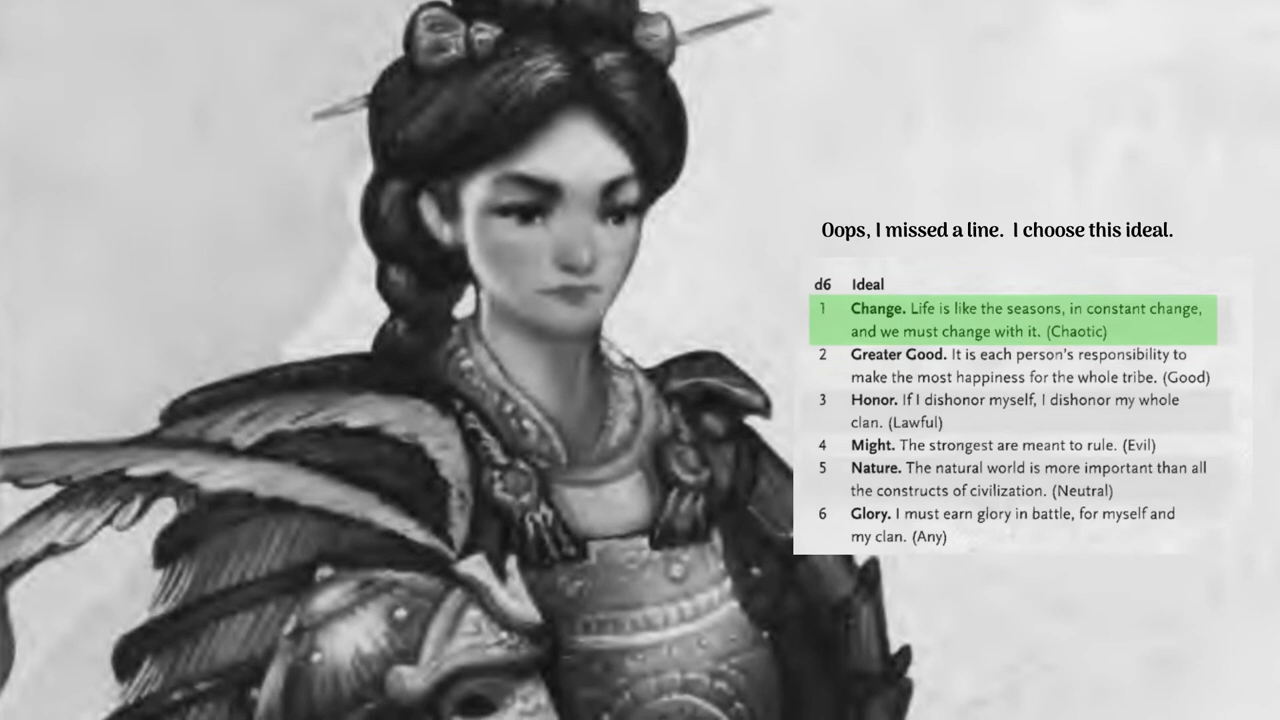 Oops, I missed a line. I choose this ideal.
d6 Ideal
1 Change. Life is like the seasons, in constant change,
and we must change with it. (Chaotic)
2 Greater Good. It is each person's responsibility to
make the most happiness for the whole tribe. (Good)
3 Honor. If I dishonor myself, I dishonor my whole
clan. (Lawful)
4 Might. The strongest are meant to rule. (Evil)
5 Nature. The natural world is more important than all
the constructs of civilization. (Neutral)
6 Glory. I must earn glory in battle, for myself and
my clan. (Any)